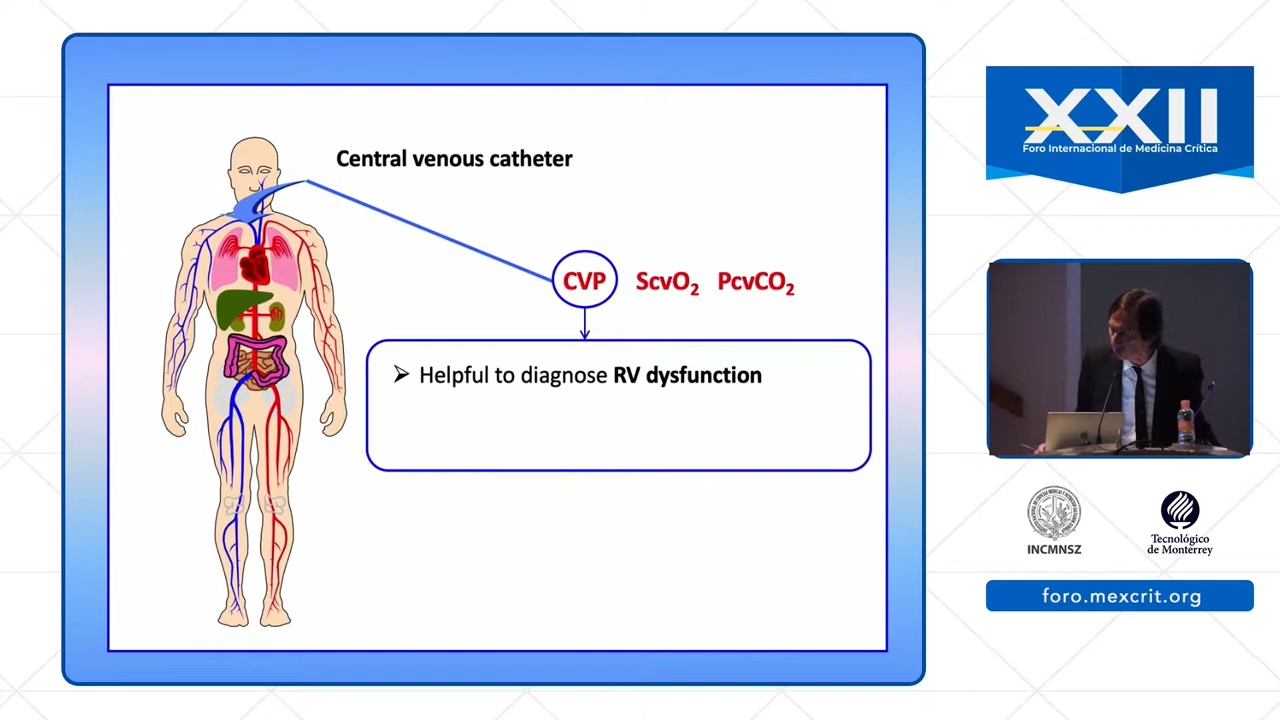 Central venous catheter
CVP ScvO₂ PcvCO₂
➢ Helpful to diagnose RV dysfunction
XXII
Foro Internacional de Medicina Crítica
INCMNSZ
Tecnológico
de Monterrey
foro.mexcrit.org